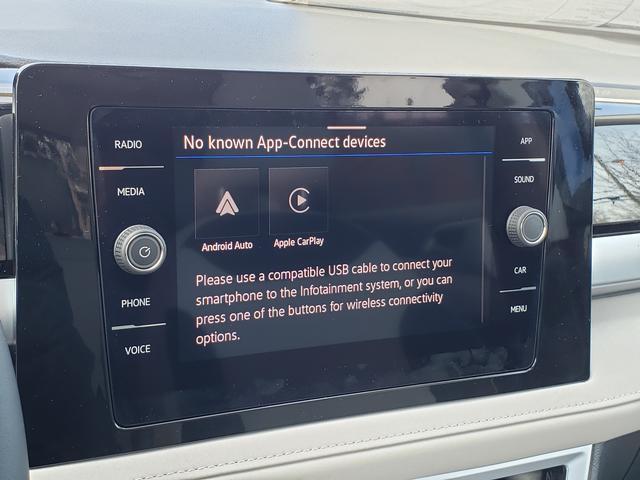 RADIO
MEDIA
PHONE
VOICE
No known App-Connect devices
Android Auto
Apple CarPlay
Please use a compatible USB cable to connect your
smartphone to the Infotainment system, or you can
press one of the buttons for wireless connectivity
options.
APP
SOUND
CAR
MENU